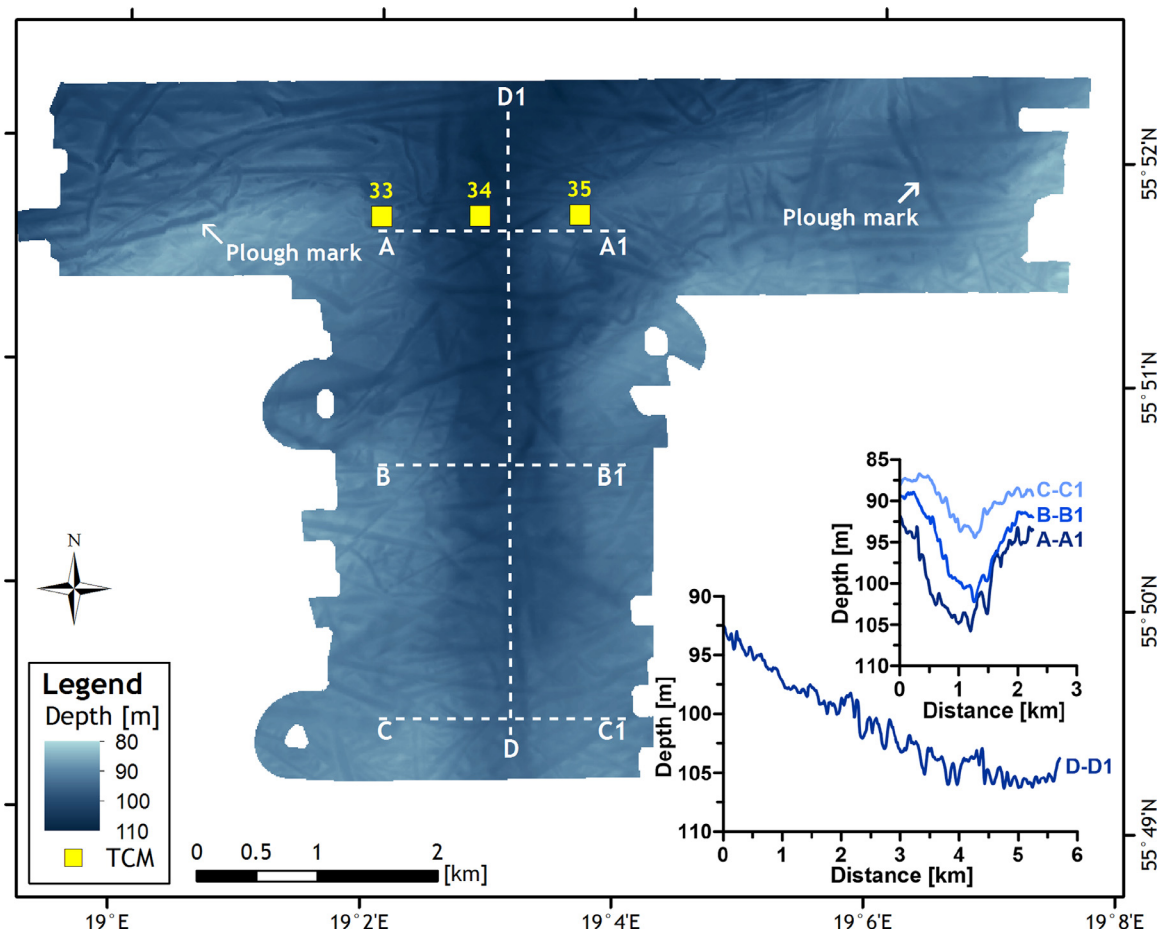 D1
55°52'N
33 34 35
Plough mark
A A1
Plough mark
55°51'N
B B1
85
90
95
100
105
110
Depth [m]
C-C1
B-B1
A-A1
0 1 2 3
Distance [km]
N
55°50'N
90
95
100
105
110
Depth [m]
D-D1
0 1 2 3 4 5 6
Distance [km]
C C1
D
Legend
Depth [m]
80
90
100
110
TCM
0 0.5 1 2
[km]
55°49'N
19°E 19°2'E 19°4'E 19°6'E 19°8'E